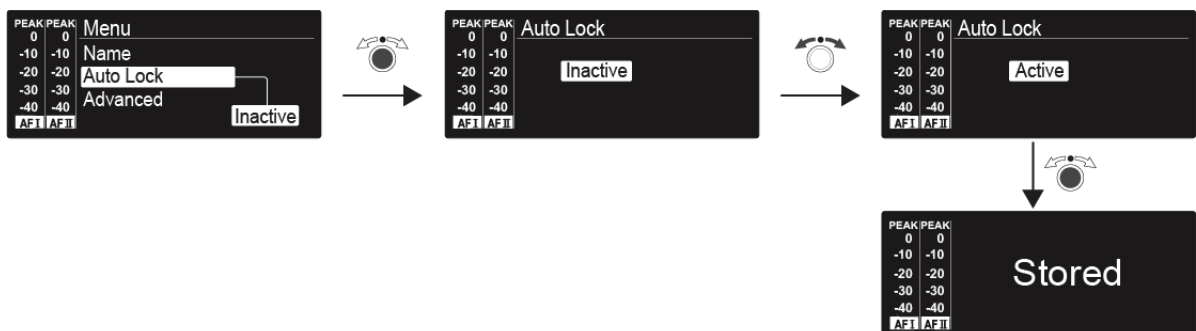 PEAK PEAK Menu
0 0
-10 -10 Name
-20 -20 Auto Lock
-30 -30 Advanced
-40 -40 Inactive
AF I AF II
PEAK PEAK Auto Lock
0 0
-10 -10
-20 -20 Inactive
-30 -30
-40 -40
AF I AF II
PEAK PEAK Auto Lock
0 0
-10 -10
-20 -20 Active
-30 -30
-40 -40
AF I AF II
PEAK PEAK
0 0
-10 -10
-20 -20 Stored
-30 -30
-40 -40
AF I AF II